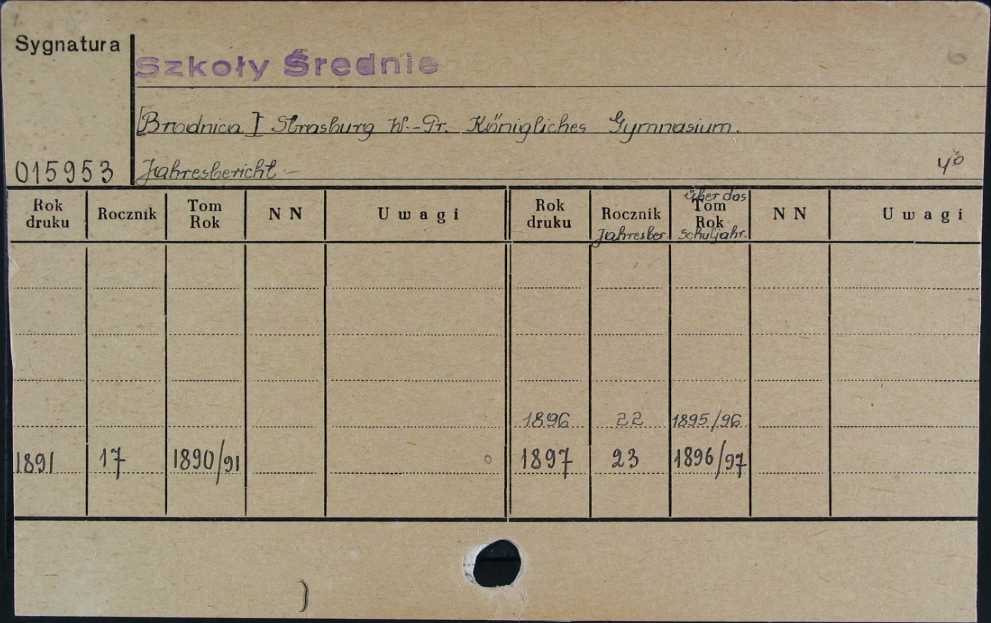 Sygnatura
Szkoły Średnie
[Brodnica] Strasburg W.-Pr. Königliches Gymnasium.
015953 Jahresbericht - 4°
Rok druku Rocznik Tom Rok N N Uwagi Rok druku Rocznik Jahresber. über das Tom Rok Schuljahr. N N Uwagi
1896 22 1895/96
1891 17 1890/91 1897 23 1896/97